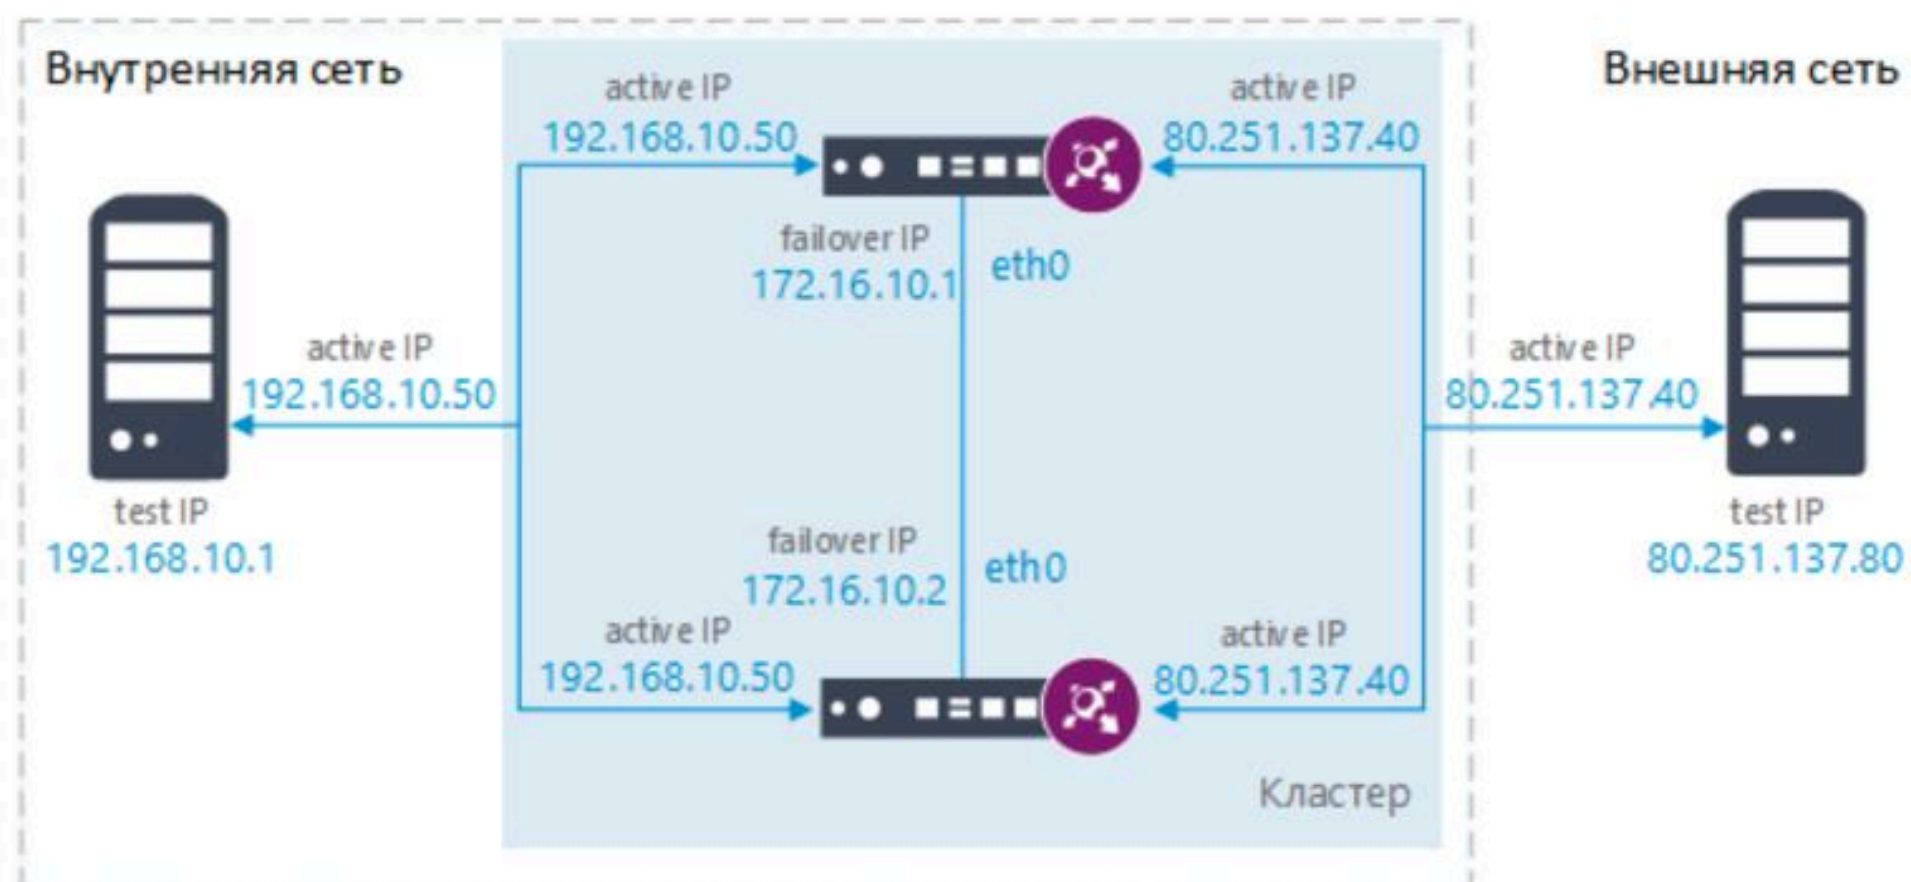 Внутренняя сеть
Внешняя сеть
active IP
192.168.10.50
active IP
80.251.137.40
failover IP
172.16.10.1
eth0
active IP
192.168.10.50
active IP
80.251.137.40
test IP
192.168.10.1
test IP
80.251.137.80
failover IP
172.16.10.2
eth0
active IP
192.168.10.50
active IP
80.251.137.40
Кластер